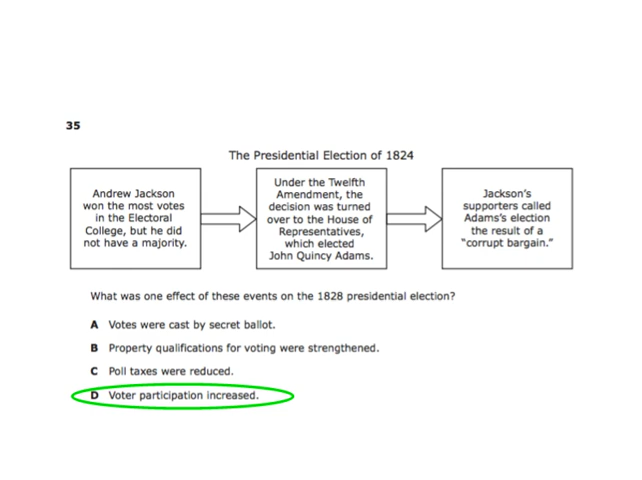 35
The Presidential Election of 1824
Andrew Jackson
won the most votes
in the Electoral
College, but he did
not have a majority.
Under the Twelfth
Amendment, the
decision was turned
over to the House of
Representatives,
which elected
John Quincy Adams.
Jackson's
supporters called
Adams's election
the result of a
"corrupt bargain."
What was one effect of these events on the 1828 presidential election?
A Votes were cast by secret ballot.
B Property qualifications for voting were strengthened.
C Poll taxes were reduced.
D Voter participation increased.